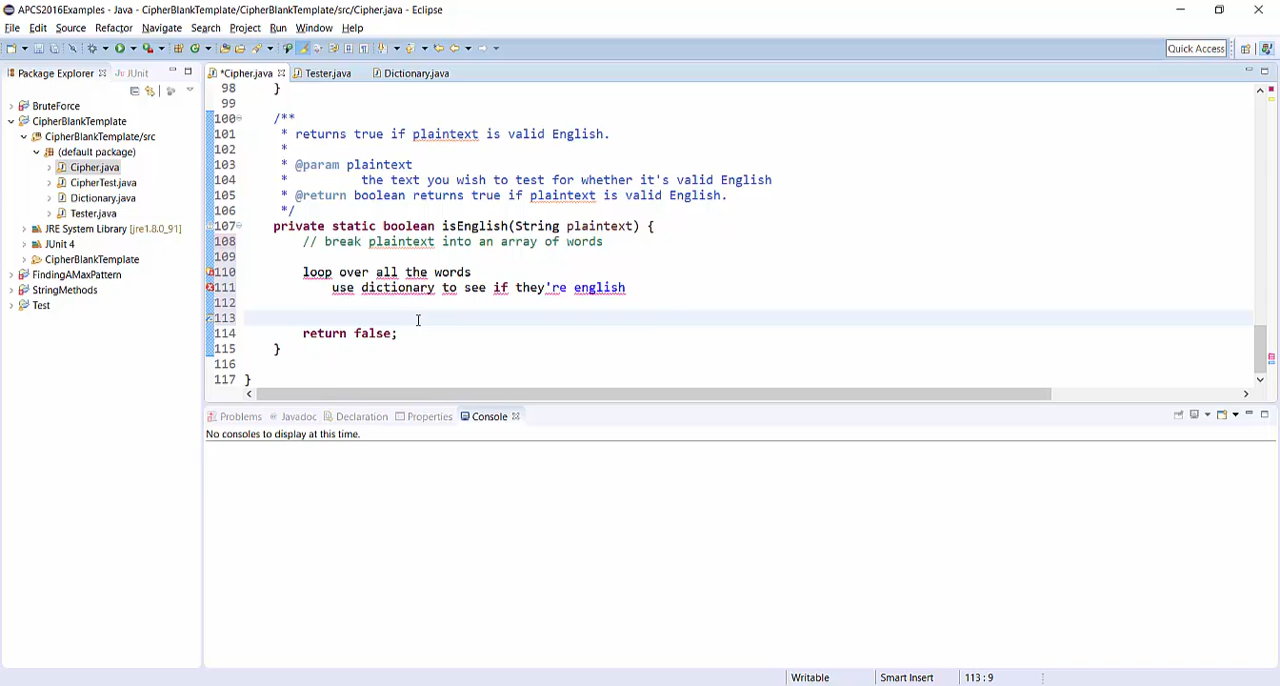 APCS2016Examples - Java - CipherBlankTemplate/CipherBlankTemplate/src/Cipher.java - Eclipse
File Edit Source Refactor Navigate Search Project Run Window Help
Quick Access
Package Explorer JUnit
*Cipher.java Tester.java Dictionary.java
BruteForce
CipherBlankTemplate
CipherBlankTemplate/src
(default package)
Cipher.java
CipherTest.java
Dictionary.java
Tester.java
JRE System Library [jre1.8.0_91]
JUnit 4
CipherBlankTemplate
FindingAMaxPattern
StringMethods
Test
98 }
99
100 /**
101 * returns true if plaintext is valid English.
102 *
103 * @param plaintext
104 * the text you wish to test for whether it's valid English
105 * @return boolean returns true if plaintext is valid English.
106 */
107 private static boolean isEnglish(String plaintext) {
108 // break plaintext into an array of words
109
110 loop over all the words
111 use dictionary to see if they're english
112
113
114 return false;
115 }
116
117 }
Problems Javadoc Declaration Properties Console
No consoles to display at this time.
Writable Smart Insert 113 : 9